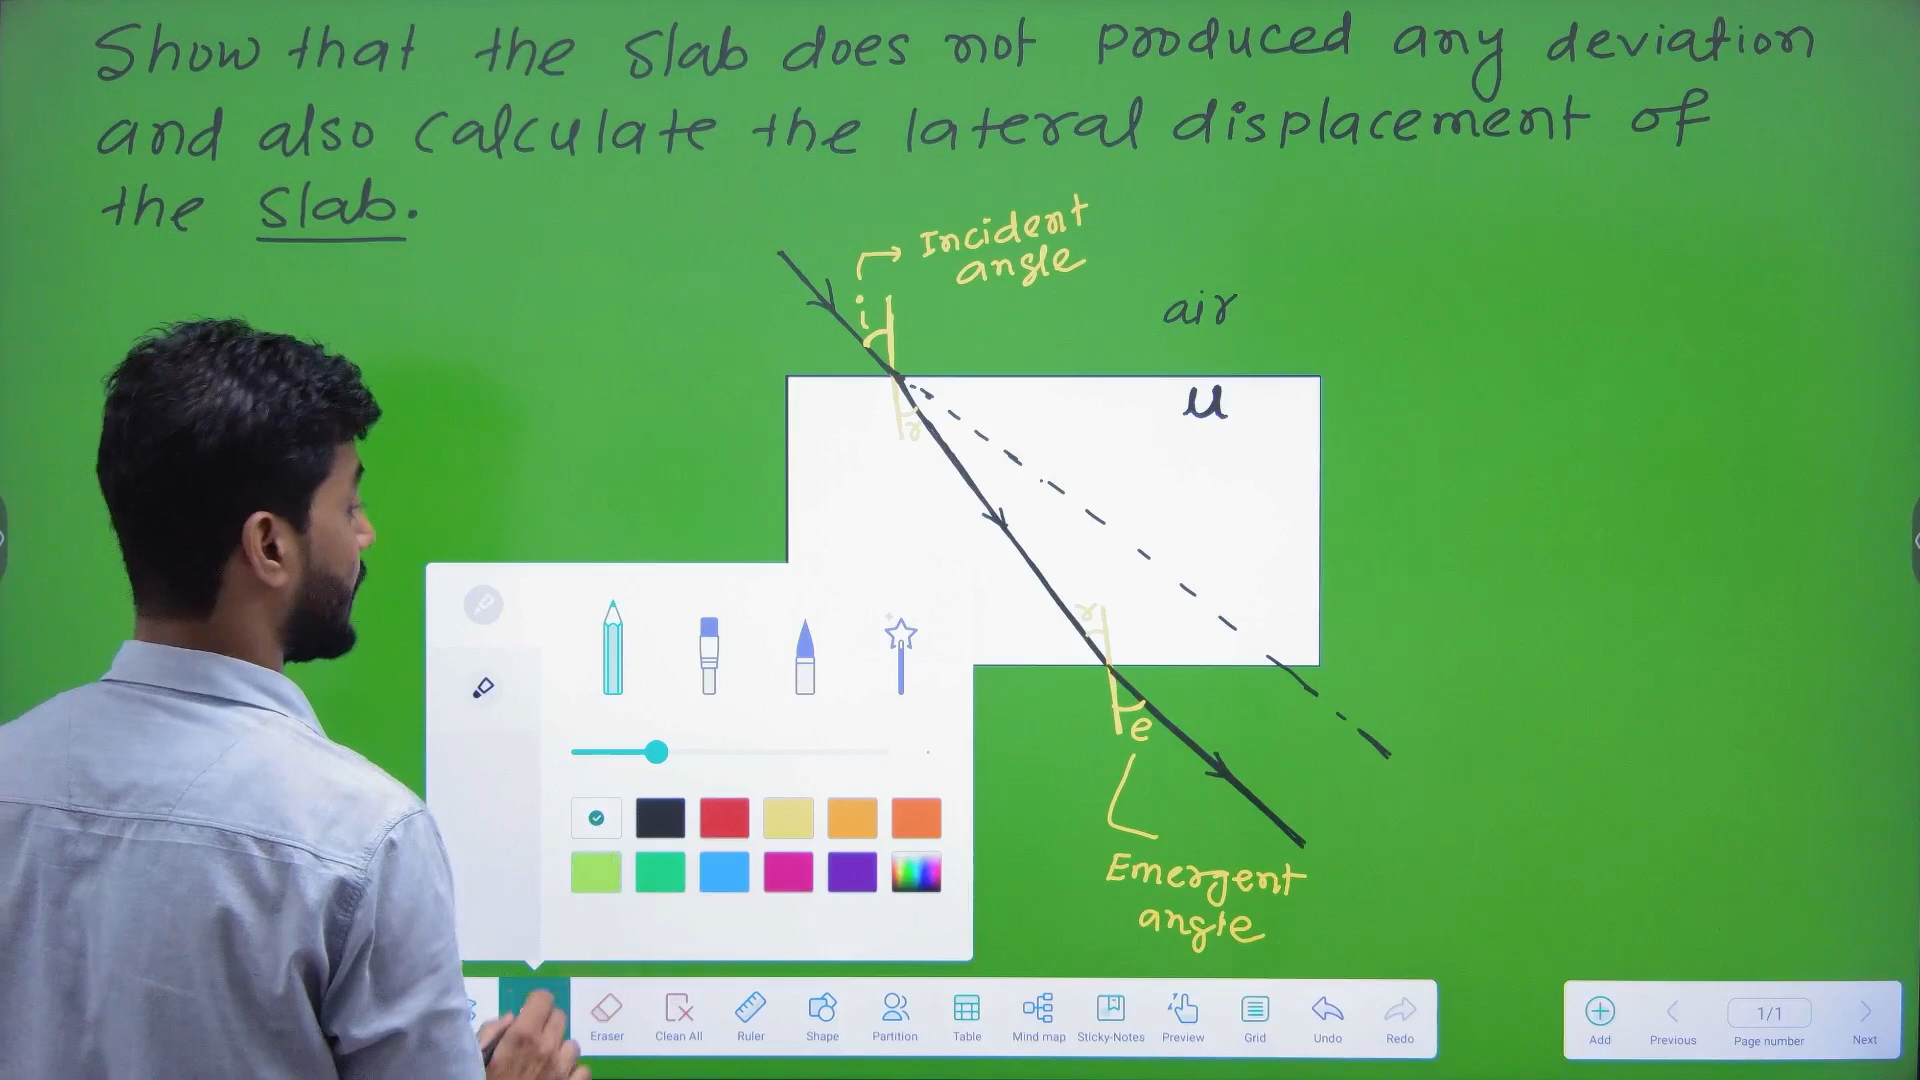 Show that the slab does not produced any deviation
and also calculate the lateral displacement of
the slab.
Incident
angle
i
air
u
r
r
e
Emergent
angle
Eraser
Clean All
Ruler
Shape
Partition
Table
Mind map
Sticky-Notes
Preview
Grid
Undo
Redo
Add
Previous
1/1
Page number
Next